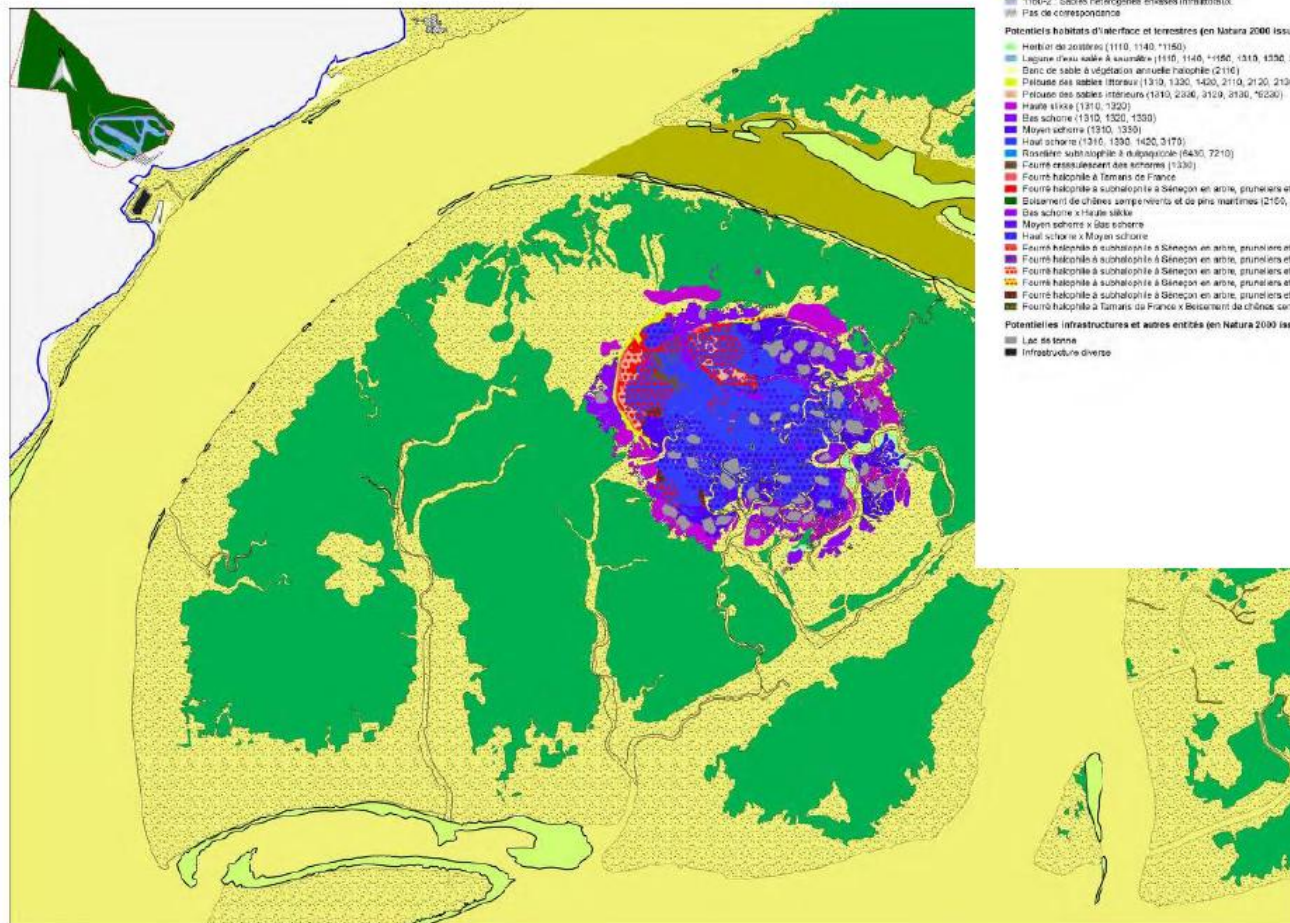 1160-2 : Sables hétérogènes envasés infralittoraux
Pas de correspondance
Potentiels habitats d'interface et terrestres (en Natura 2000 issu
Herbier de zostères (1110, 1140, *1150)
Lagune d'eau salée à saumâtre (1110, 1140, *1150, 1310, 1330,
Banc de sable à végétation annuelle halophile (2110)
Pelouse des sables littoraux (1310, 1330, 1420, 2110, 2120, 213
Pelouse des sables intérieurs (1310, 2330, 3120, 3130, *6230)
Haute slikke (1310, 1320)
Bas schorre (1310, 1320, 1330)
Moyen schorre (1310, 1330)
Haut schorre (1310, 1330, 1420, 3170)
Roselière subhalophile à dulçaquicole (6430, 7210)
Fourré crassulescent des schorres (1330)
Fourré halophile à Tamaris de France
Fourré halophile à subhalophile à Séneçon en arbre, pruneliers et
Boisement de chênes sempervirents et de pins maritimes (2180,
Bas schorre x Haute slikke
Moyen schorre x Bas schorre
Haut schorre x Moyen schorre
Fourré halophile à subhalophile à Séneçon en arbre, pruneliers et
Fourré halophile à subhalophile à Séneçon en arbre, pruneliers et
Fourré halophile à subhalophile à Séneçon en arbre, pruneliers et
Fourré halophile à subhalophile à Séneçon en arbre, pruneliers et
Fourré halophile à subhalophile à Séneçon en arbre, pruneliers et
Fourré halophile à Tamaris de France x Boisement de chênes sem
Potentielles infrastructures et autres entités (en Natura 2000 iss
Lac de tonne
Infrastructure diverse
N